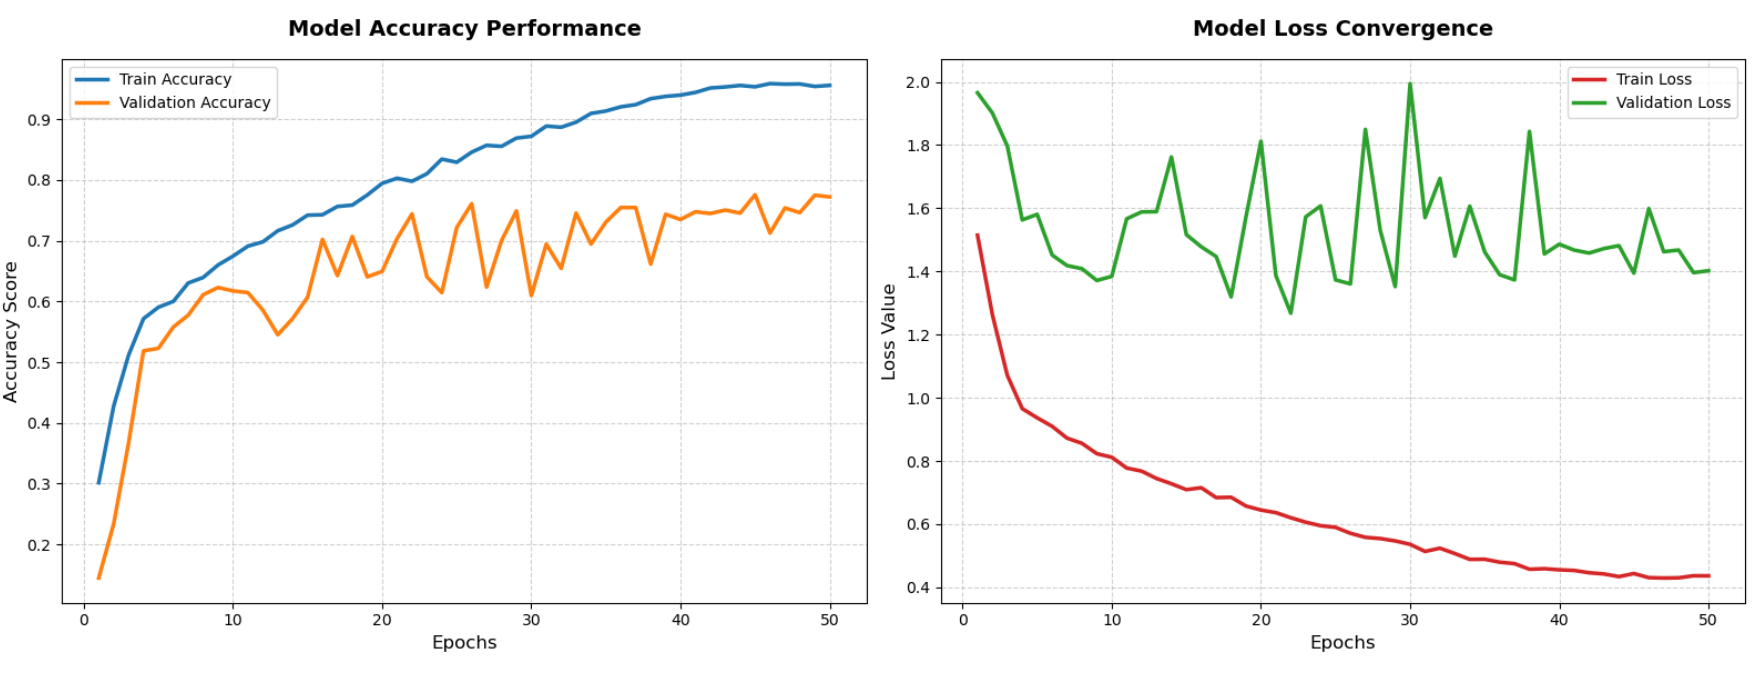 Model Accuracy Performance
Train Accuracy
Validation Accuracy
Accuracy Score
0.9
0.8
0.7
0.6
0.5
0.4
0.3
0.2
0
10
20
30
40
50
Epochs
Model Loss Convergence
Train Loss
Validation Loss
Loss Value
2.0
1.8
1.6
1.4
1.2
1.0
0.8
0.6
0.4
0
10
20
30
40
50
Epochs